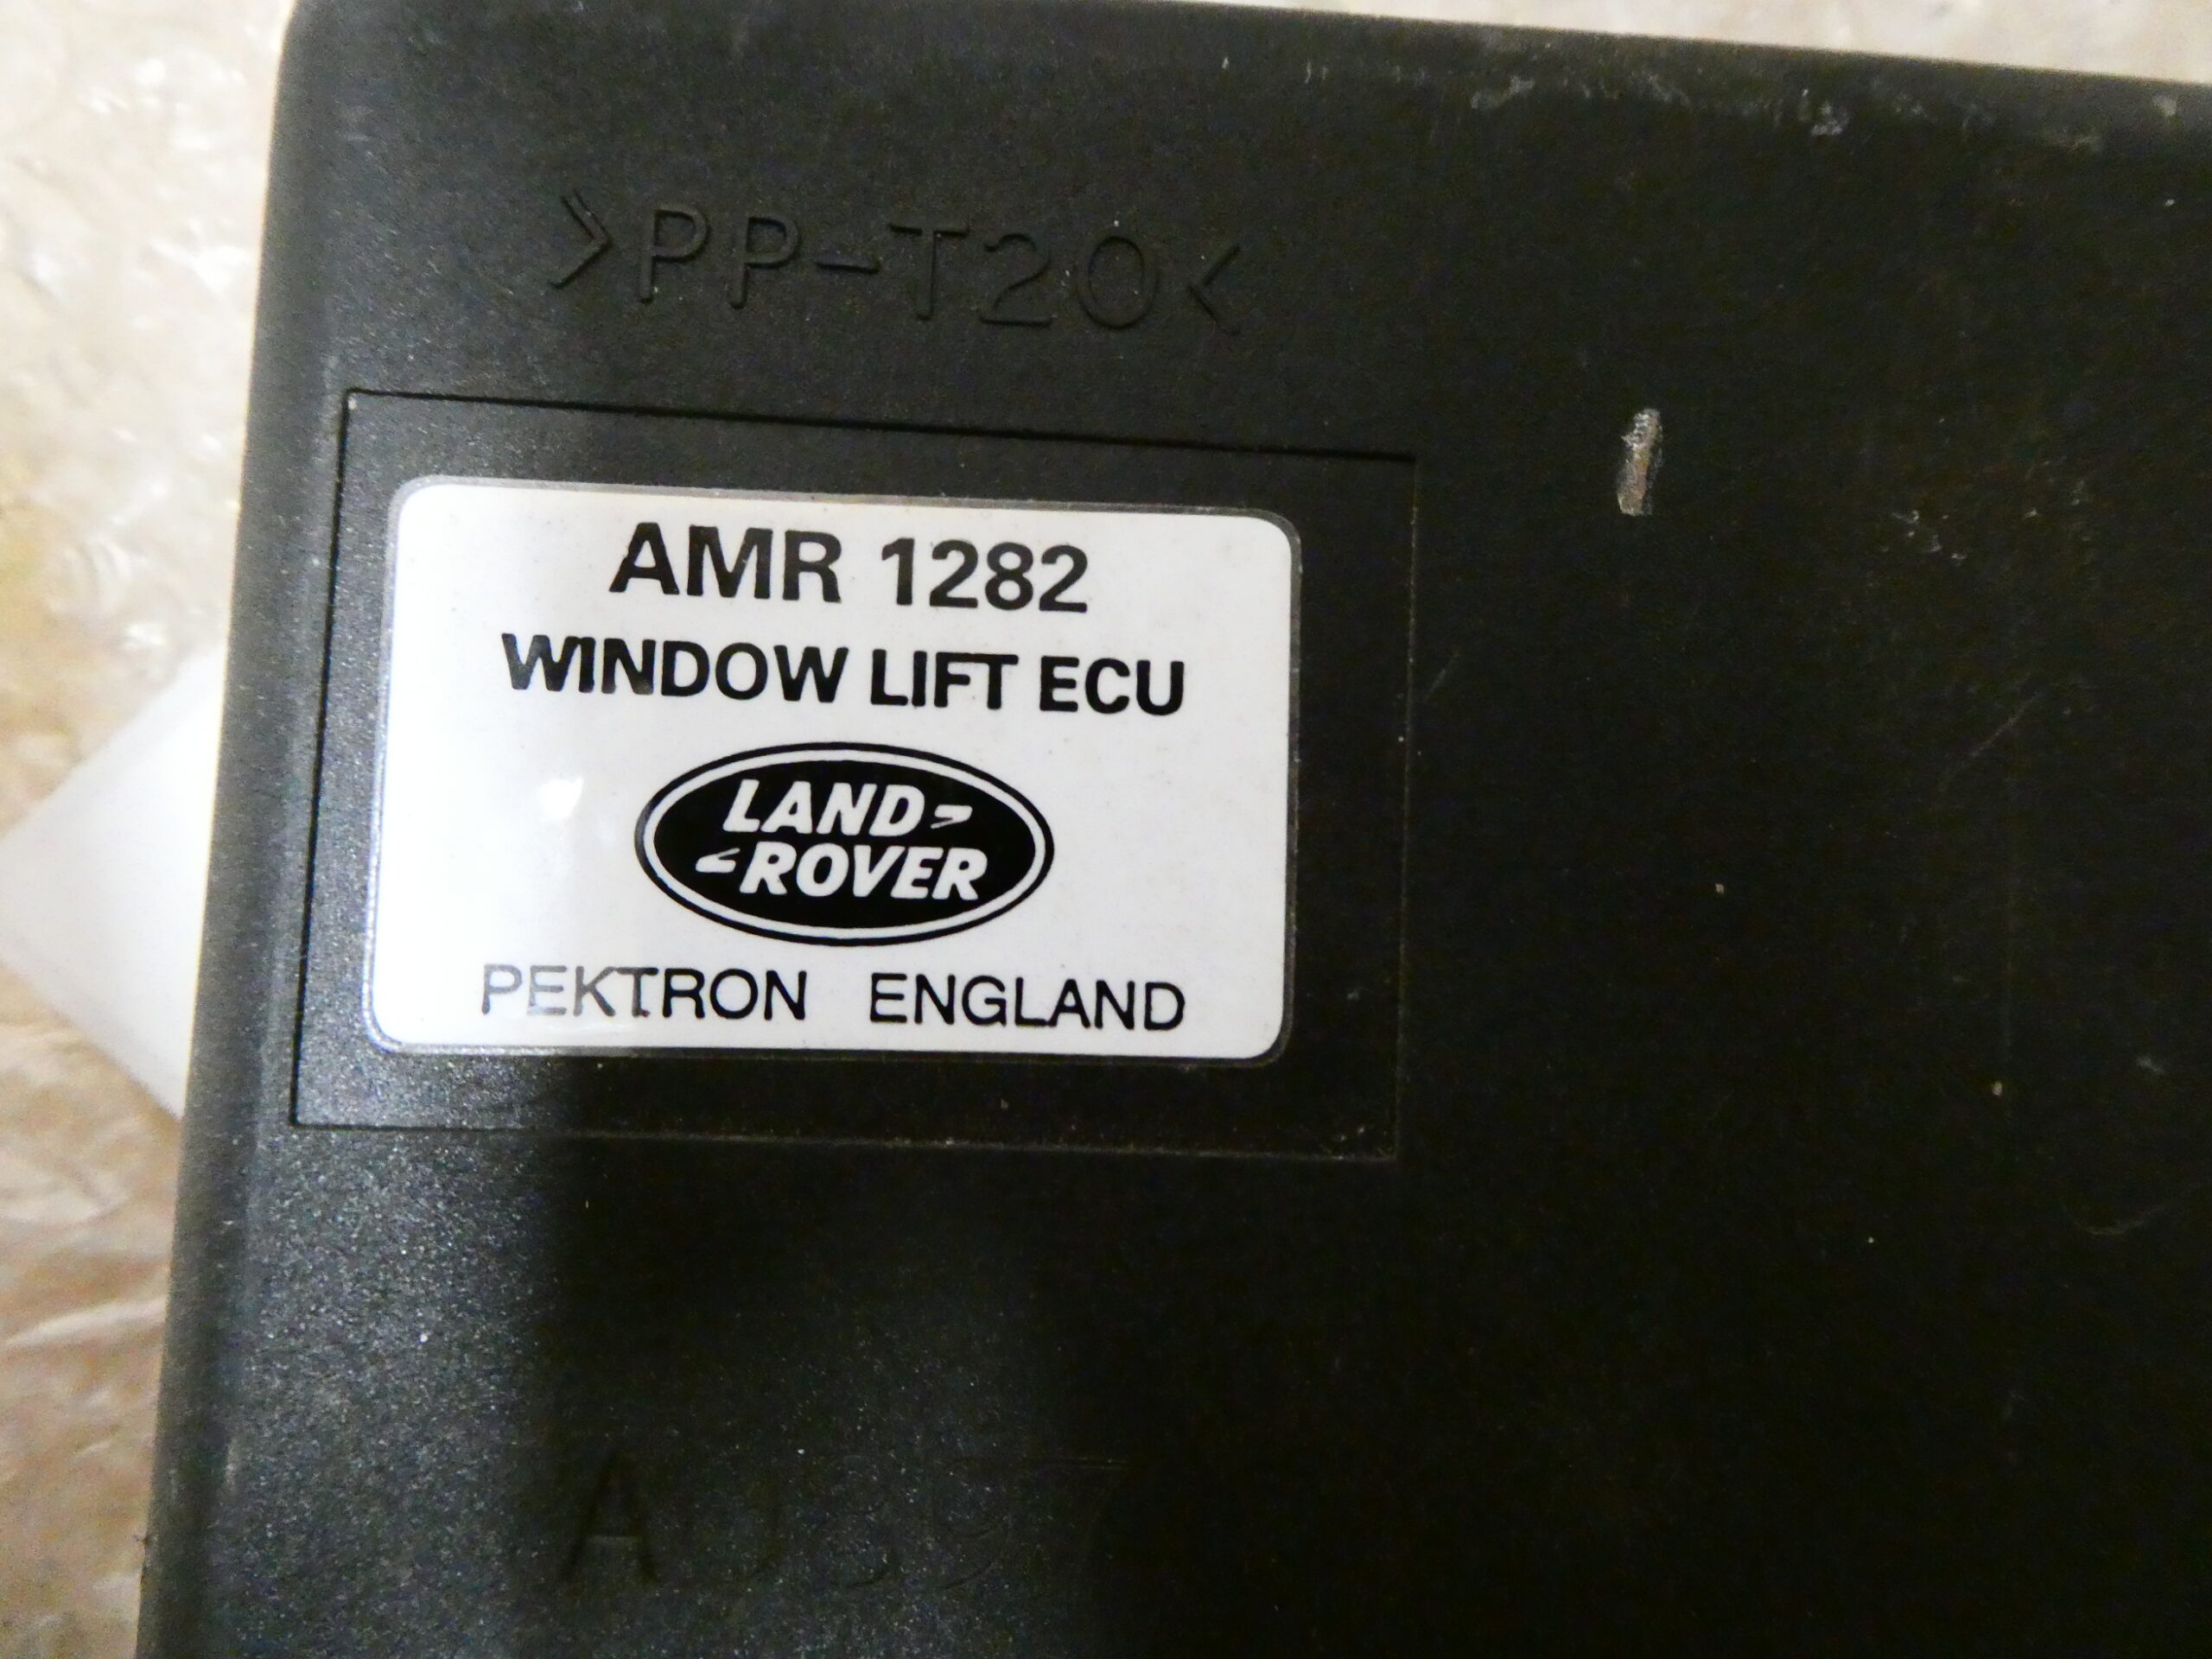 >PP-T20<
AMR 1282
WINDOW LIFT ECU
LAND-
-ROVER
PEKTRON ENGLAND